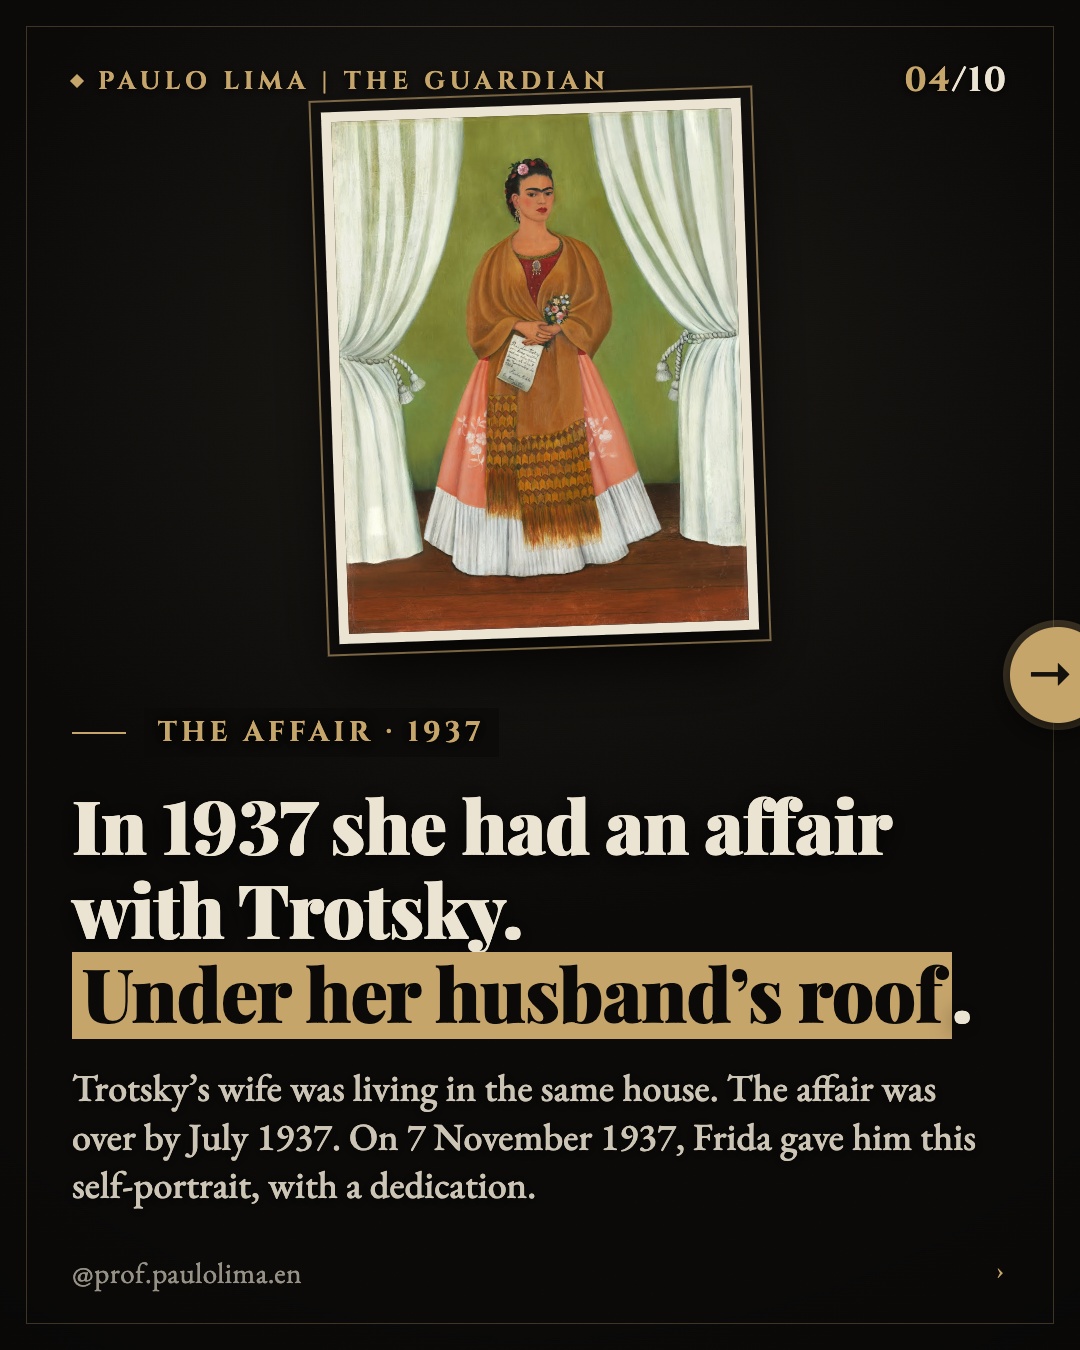 ◆ PAULO LIMA | THE GUARDIAN
04/10
THE AFFAIR · 1937
In 1937 she had an affair
with Trotsky.
Under her husband’s roof.
Trotsky’s wife was living in the same house. The affair was
over by July 1937. On 7 November 1937, Frida gave him this
self-portrait, with a dedication.
@prof.paulolima.en
›